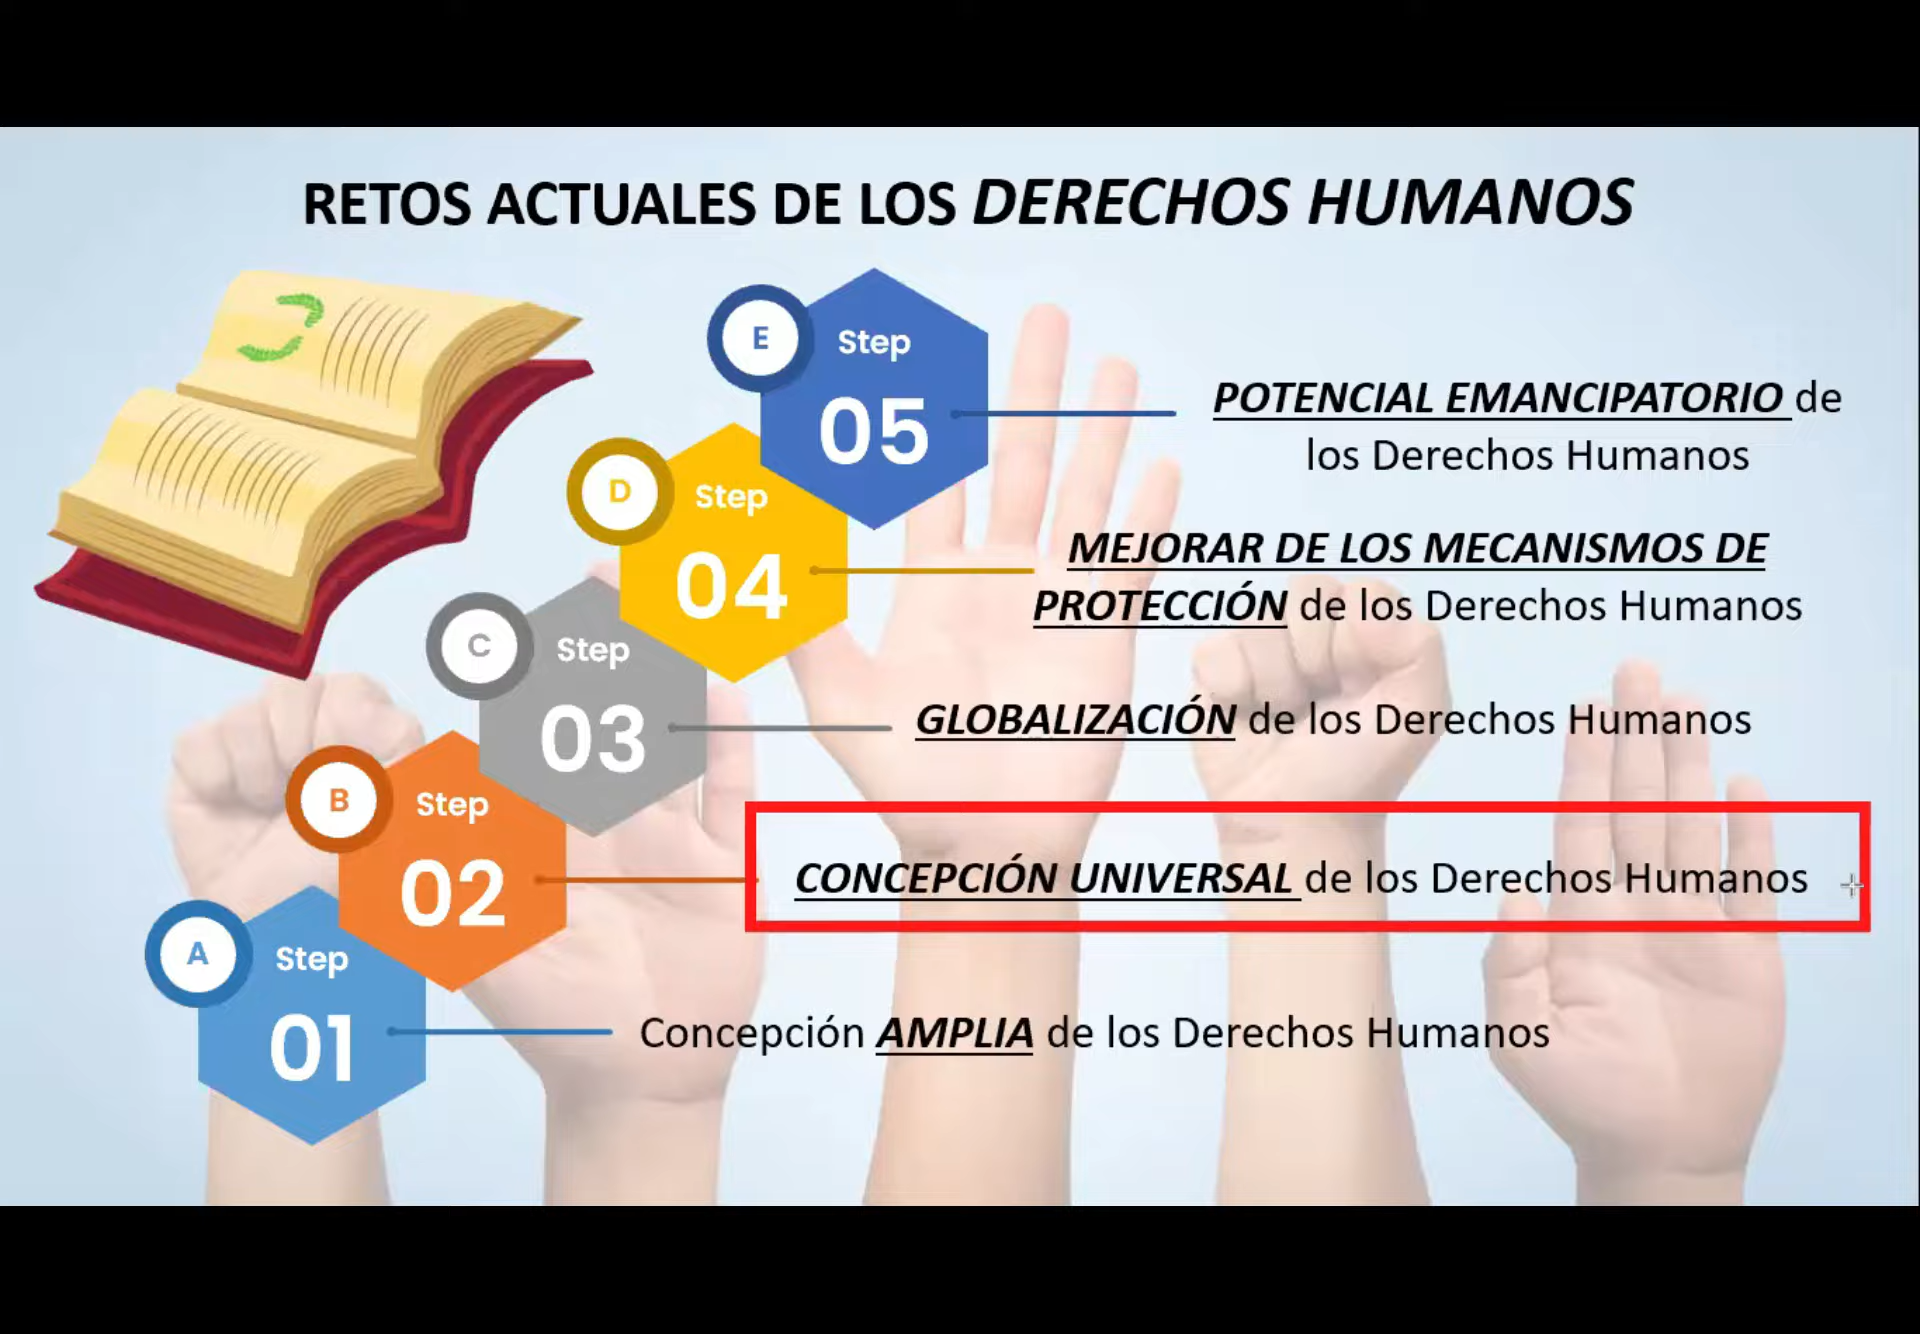 RETOS ACTUALES DE LOS DERECHOS HUMANOS
E
Step
05
POTENCIAL EMANCIPATORIO de
los Derechos Humanos
D
Step
04
MEJORAR DE LOS MECANISMOS DE
PROTECCIÓN de los Derechos Humanos
C
Step
03
GLOBALIZACIÓN de los Derechos Humanos
B
Step
02
CONCEPCIÓN UNIVERSAL de los Derechos Humanos
A
Step
01
Concepción AMPLIA de los Derechos Humanos